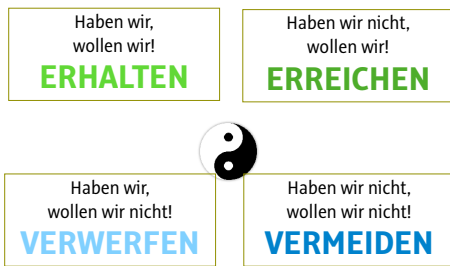 Haben wir,
wollen wir!
ERHALTEN
Haben wir nicht,
wollen wir!
ERREICHEN
Haben wir,
wollen wir nicht!
VERWERFEN
Haben wir nicht,
wollen wir nicht!
VERMEIDEN